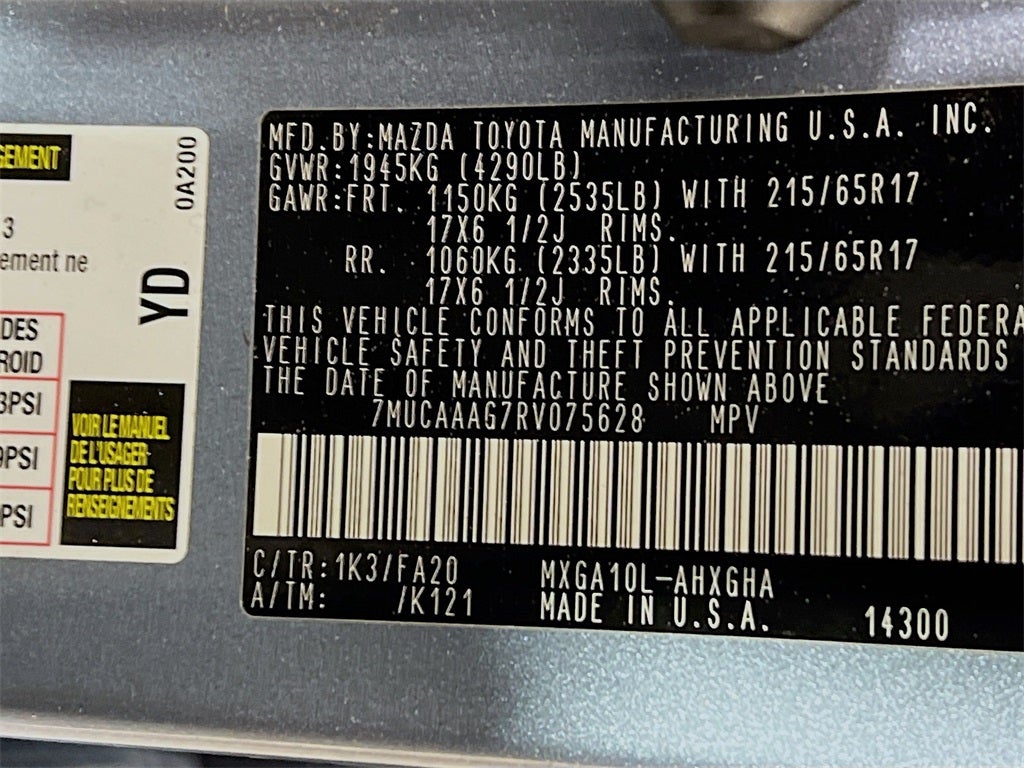 GEMENT
0A200
3
ement ne
YD
ADES
ROID
3PSI
9PSI
PSI
VOIR LE MANUEL
DE L'USAGER
POUR PLUS DE
RENSEIGNEMENTS
MFD.BY:MAZDA TOYOTA MANUFACTURING U.S.A. INC.
GVWR:1945KG (4290LB)
GAWR:FRT. 1150KG (2535LB) WITH 215/65R17
17X6 1/2J RIMS.
RR. 1060KG (2335LB) WITH 215/65R17
17X6 1/2J RIMS.
THIS VEHICLE CONFORMS TO ALL APPLICABLE FEDERA
VEHICLE SAFETY AND THEFT PREVENTION STANDARDS
THE DATE OF MANUFACTURE SHOWN ABOVE
7MUCAAAG7RV075628 MPV
C/TR:1K3/FA20 MXGA10L-AHXGHA
A/TM: /K121 MADE IN U.S.A. 14300